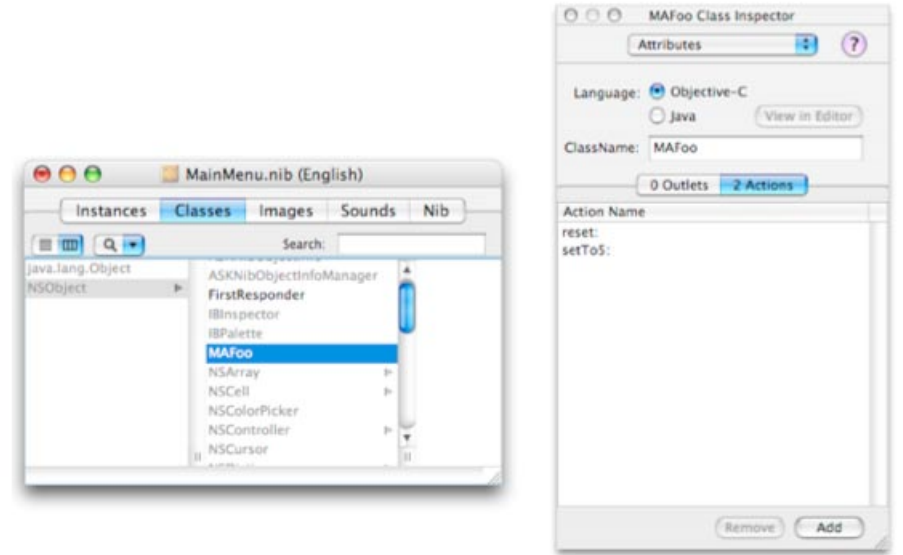 MainMenu.nib (English)
Instances Classes Images Sounds Nib
Search:
java.lang.Object
NSObject
ASKNibObjectInfoManager
FirstResponder
IBInspector
IBPalette
MAFoo
NSArray
NSCell
NSColorPicker
NSController
NSCursor
MAFoo Class Inspector
Attributes ?
Language: Objective-C
Java View in Editor
ClassName: MAFoo
0 Outlets 2 Actions
Action Name
reset:
setTo5:
Remove Add